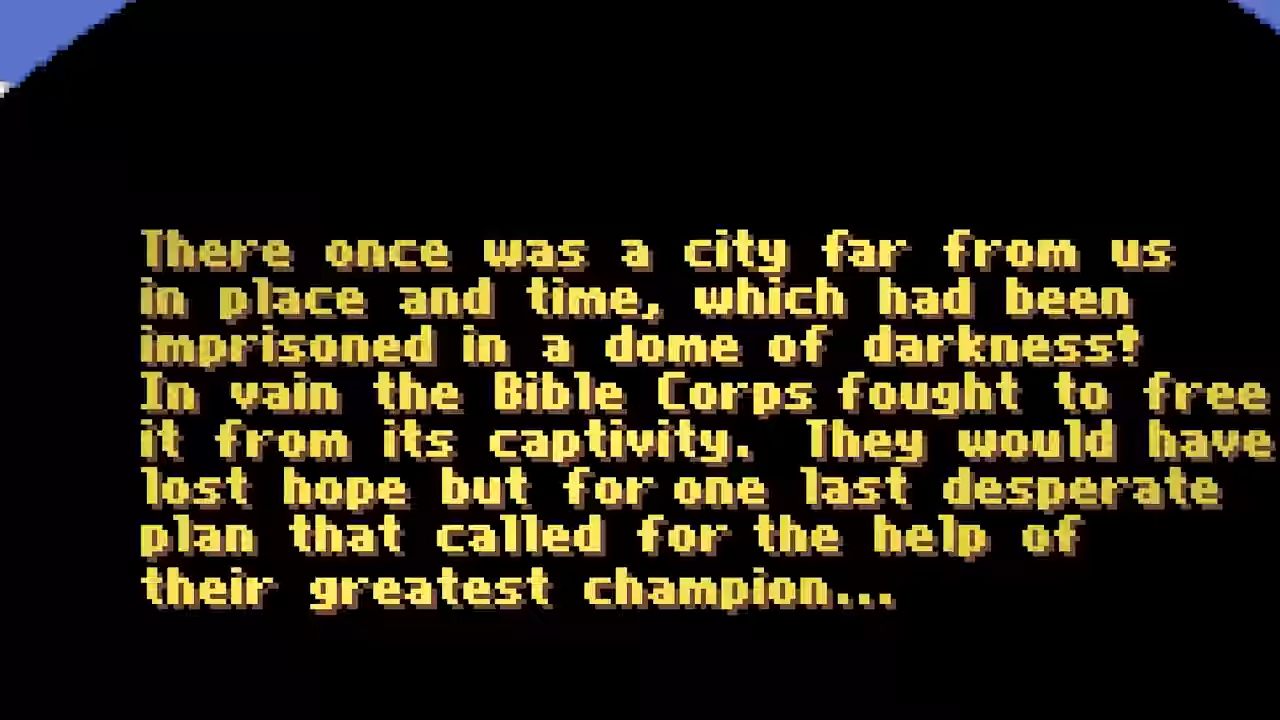 There once was a city far from us
in place and time, which had been
imprisoned in a dome of darkness!
In vain the Bible Corps fought to free
it from its captivity. They would have
lost hope but for one last desperate
plan that called for the help of
their greatest champion...